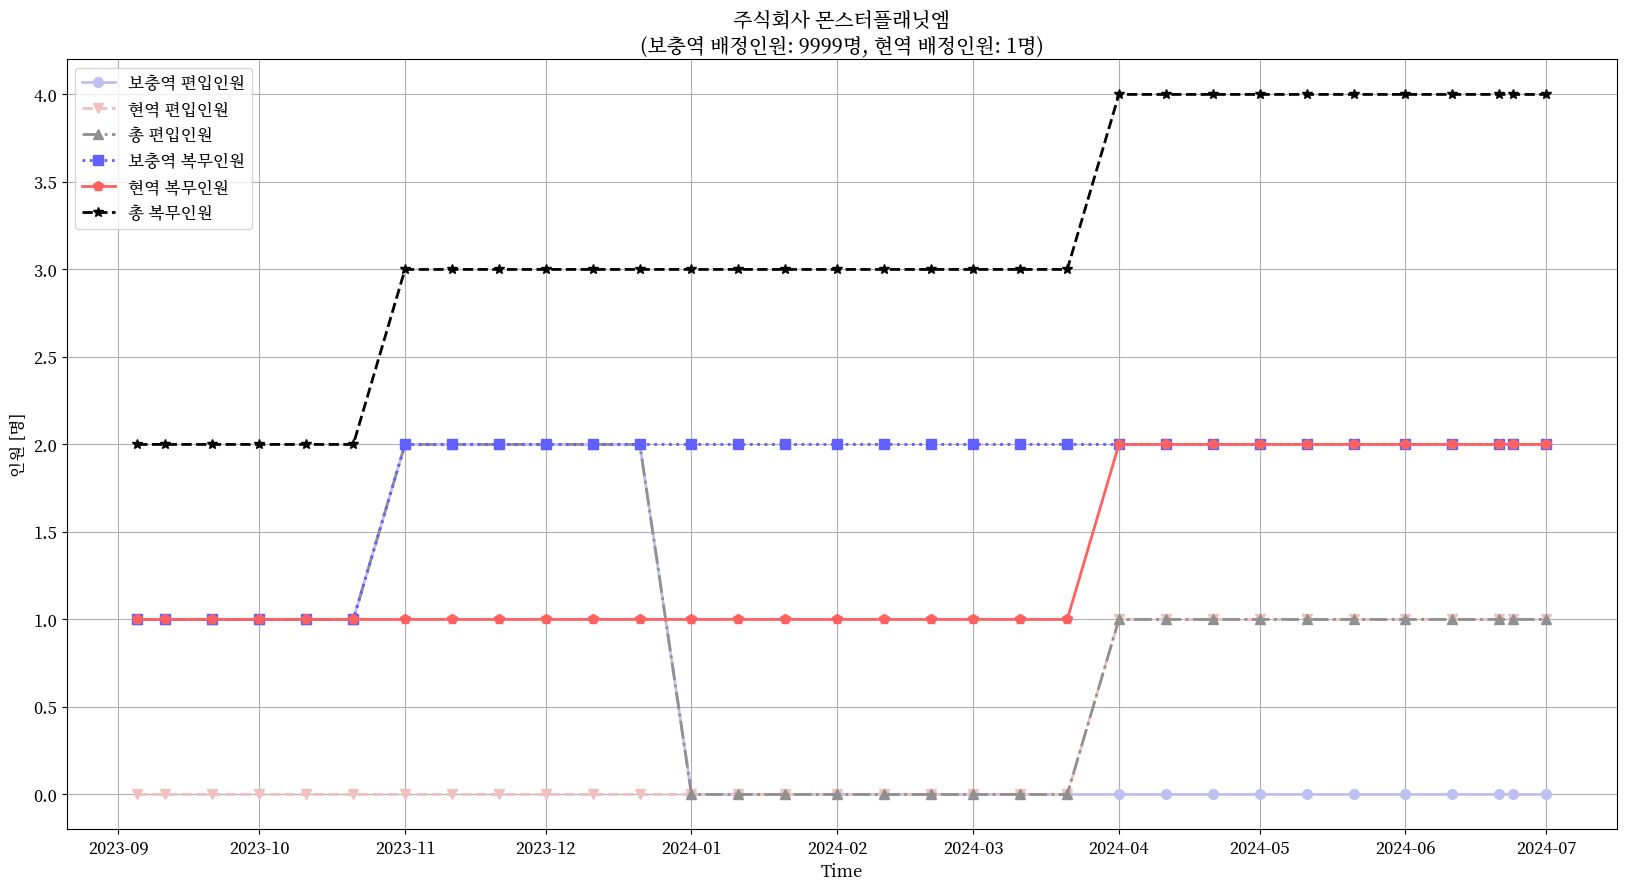 주식회사 몬스터플래닛엠
(보충역 배정인원: 9999명, 현역 배정인원: 1명)
보충역 편입인원
현역 편입인원
총 편입인원
보충역 복무인원
현역 복무인원
총 복무인원
4.0
3.5
3.0
2.5
2.0
1.5
1.0
0.5
0.0
인원 [명]
2023-09 2023-10 2023-11 2023-12 2024-01 2024-02 2024-03 2024-04 2024-05 2024-06 2024-07
Time